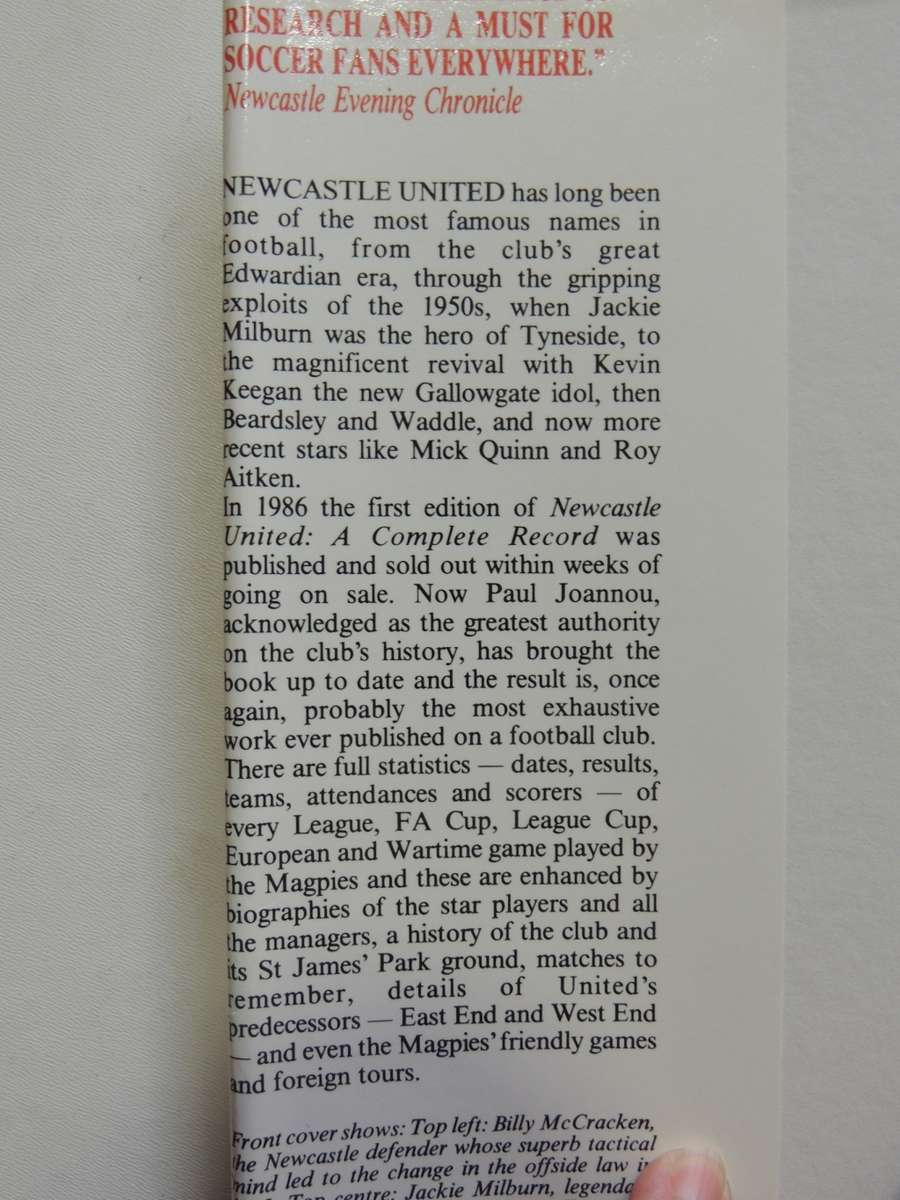 RESEARCH AND A MUST FOR
SOCCER FANS EVERYWHERE."
Newcastle Evening Chronicle
NEWCASTLE UNITED has long been
one of the most famous names in
football, from the club's great
Edwardian era, through the gripping
exploits of the 1950s, when Jackie
Milburn was the hero of Tyneside, to
the magnificent revival with Kevin
Keegan the new Gallowgate idol, then
Beardsley and Waddle, and now more
recent stars like Mick Quinn and Roy
Aitken.
In 1986 the first edition of Newcastle
United: A Complete Record was
published and sold out within weeks of
going on sale. Now Paul Joannou,
acknowledged as the greatest authority
on the club's history, has brought the
book up to date and the result is, once
again, probably the most exhaustive
work ever published on a football club.
There are full statistics — dates, results,
teams, attendances and scorers — of
every League, FA Cup, League Cup,
European and Wartime game played by
the Magpies and these are enhanced by
biographies of the star players and all
the managers, a history of the club and
its St James' Park ground, matches to
remember, details of United's
predecessors — East End and West End
— and even the Magpies' friendly games
and foreign tours.
Front cover shows: Top left: Billy McCracken,
the Newcastle defender whose superb tactical
mind led to the change in the offside law
Top centre: Jackie Milburn,